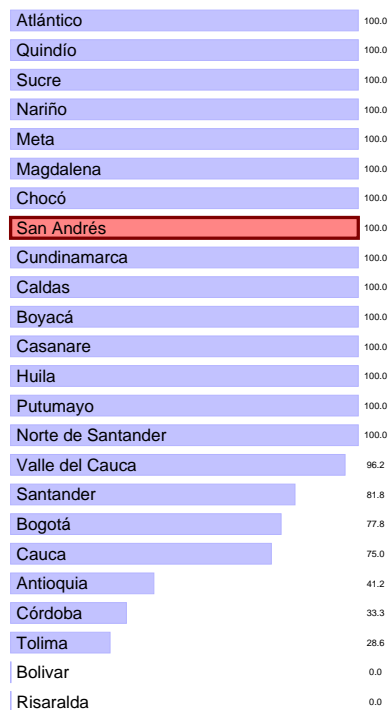 Atlántico 100.0
Quindío 100.0
Sucre 100.0
Nariño 100.0
Meta 100.0
Magdalena 100.0
Chocó 100.0
San Andrés 100.0
Cundinamarca 100.0
Caldas 100.0
Boyacá 100.0
Casanare 100.0
Huila 100.0
Putumayo 100.0
Norte de Santander 100.0
Valle del Cauca 96.2
Santander 81.8
Bogotá 77.8
Cauca 75.0
Antioquia 41.2
Córdoba 33.3
Tolima 28.6
Bolivar 0.0
Risaralda 0.0